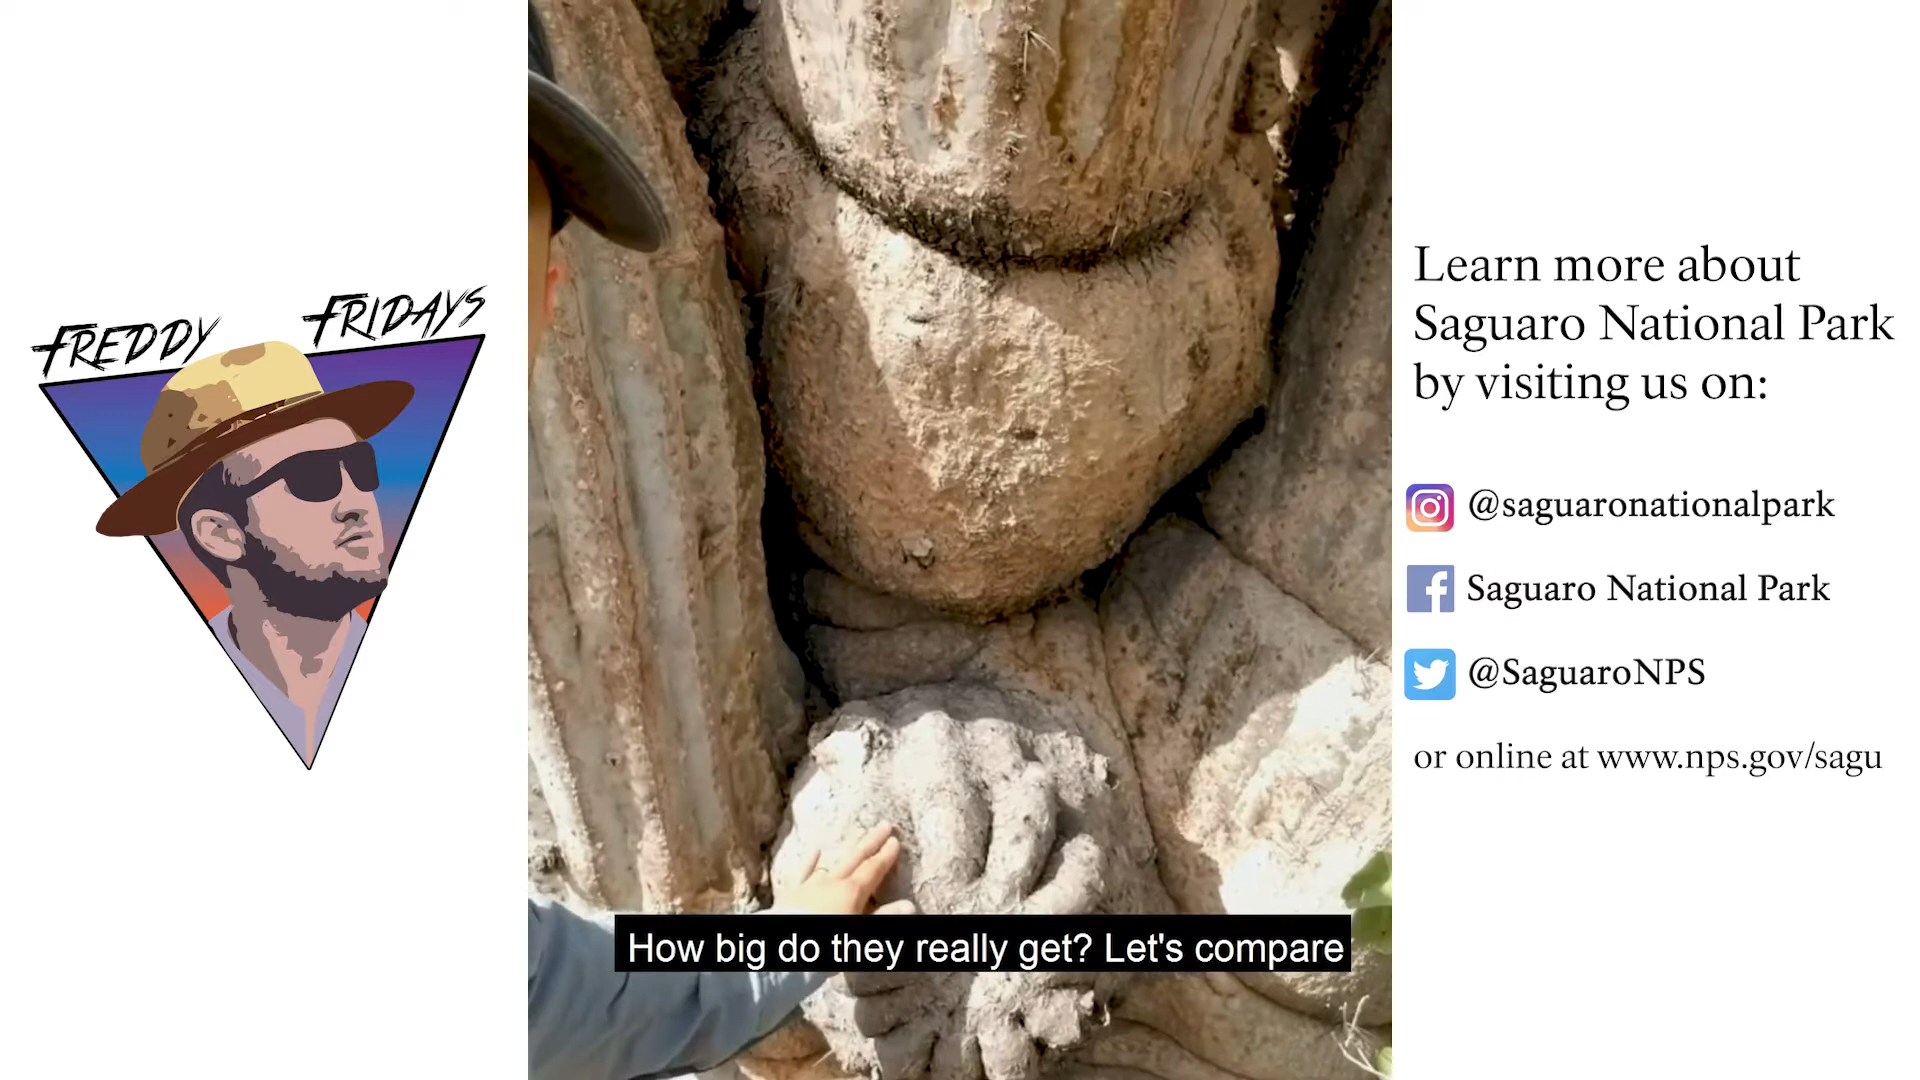 FREDDY FRIDAYS
Learn more about
Saguaro National Park
by visiting us on:
@saguaronationalpark
Saguaro National Park
@SaguaroNPS
or online at www.nps.gov/sagu
How big do they really get? Let's compare